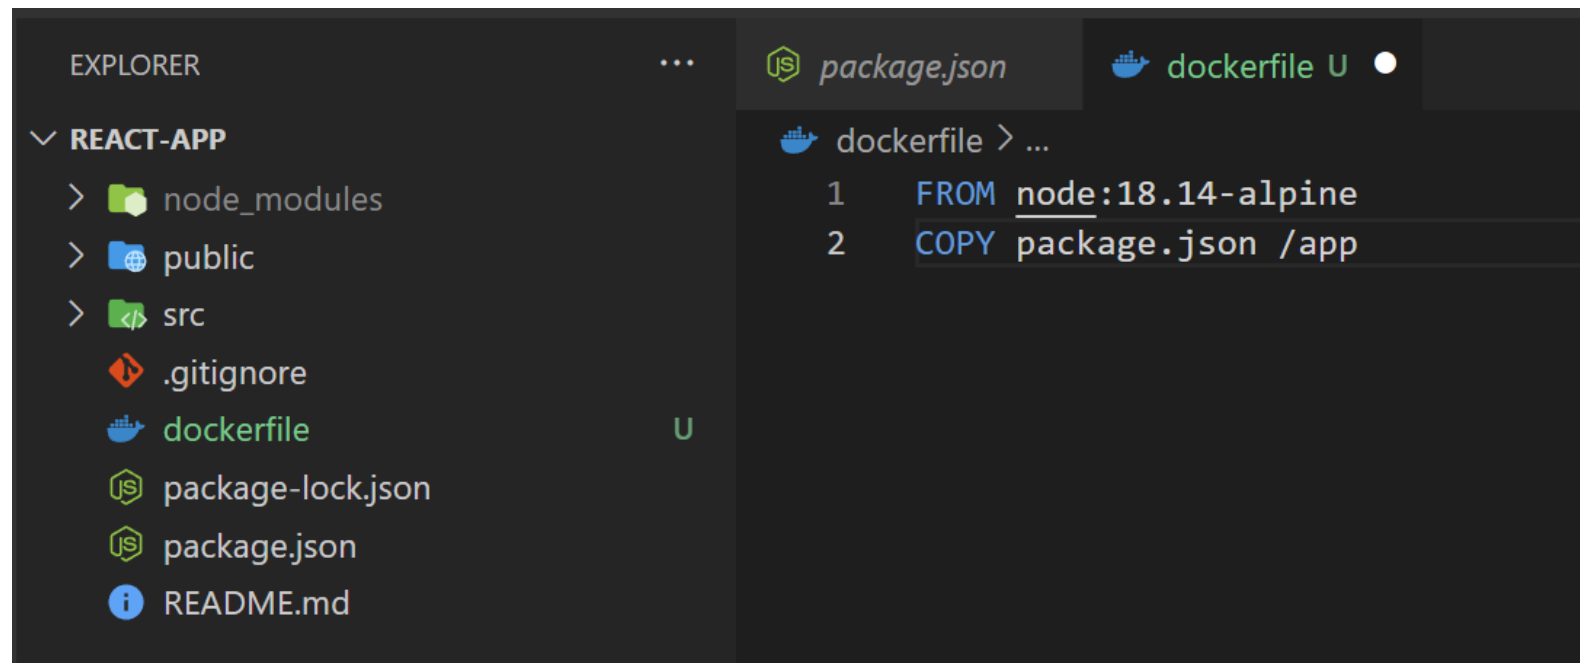 EXPLORER ...
REACT-APP
node_modules
public
src
.gitignore
dockerfile U
package-lock.json
package.json
README.md
package.json dockerfile U
dockerfile > ...
1 FROM node:18.14-alpine
2 COPY package.json /app